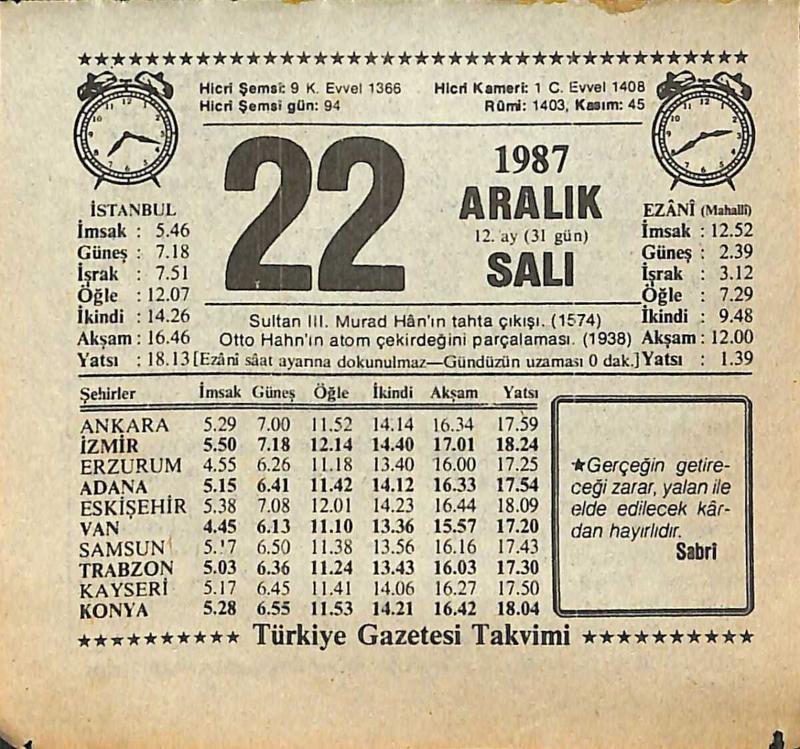 Hicrî Şemsî: 9 K. Evvel 1366 Hicrî Kamerî: 1 C. Evvel 1408
Hicrî Şemsî gün: 94 Rûmî: 1403, Kasım: 45
22
1987
ARALIK
12. ay (31 gün)
SALI
İSTANBUL
İmsak : 5.46
Güneş : 7.18
İşrak : 7.51
Öğle : 12.07
İkindi : 14.26
Akşam : 16.46
Yatsı : 18.13
EZÂNÎ (Mahallî)
İmsak : 12.52
Güneş : 2.39
İşrak : 3.12
Öğle : 7.29
İkindi : 9.48
Akşam : 12.00
Yatsı : 1.39
Sultan III. Murad Hân'ın tahta çıkışı. (1574)
Otto Hahn'ın atom çekirdeğini parçalaması. (1938)
[Ezânî sâat ayarına dokunulmaz—Gündüzün uzaması 0 dak.]
Şehirler İmsak Güneş Öğle İkindi Akşam Yatsı
ANKARA 5.29 7.00 11.52 14.14 16.34 17.59
İZMİR 5.50 7.18 12.14 14.40 17.01 18.24
ERZURUM 4.55 6.26 11.18 13.40 16.00 17.25
ADANA 5.15 6.41 11.42 14.12 16.33 17.54
ESKİŞEHİR 5.38 7.08 12.01 14.23 16.44 18.09
VAN 4.45 6.13 11.10 13.36 15.57 17.20
SAMSUN 6.50 11.38 13.56 16.16 17.43
TRABZON 5.03 6.36 11.24 13.43 16.03 17.30
KAYSERİ 5.17 6.45 11.41 14.06 16.27 17.50
KONYA 5.28 6.55 11.53 14.21 16.42 18.04
★Gerçeğin getire-
ceği zarar, yalan ile
elde edilecek kâr-
dan hayırlıdır.
Sabrî
Türkiye Gazetesi Takvimi